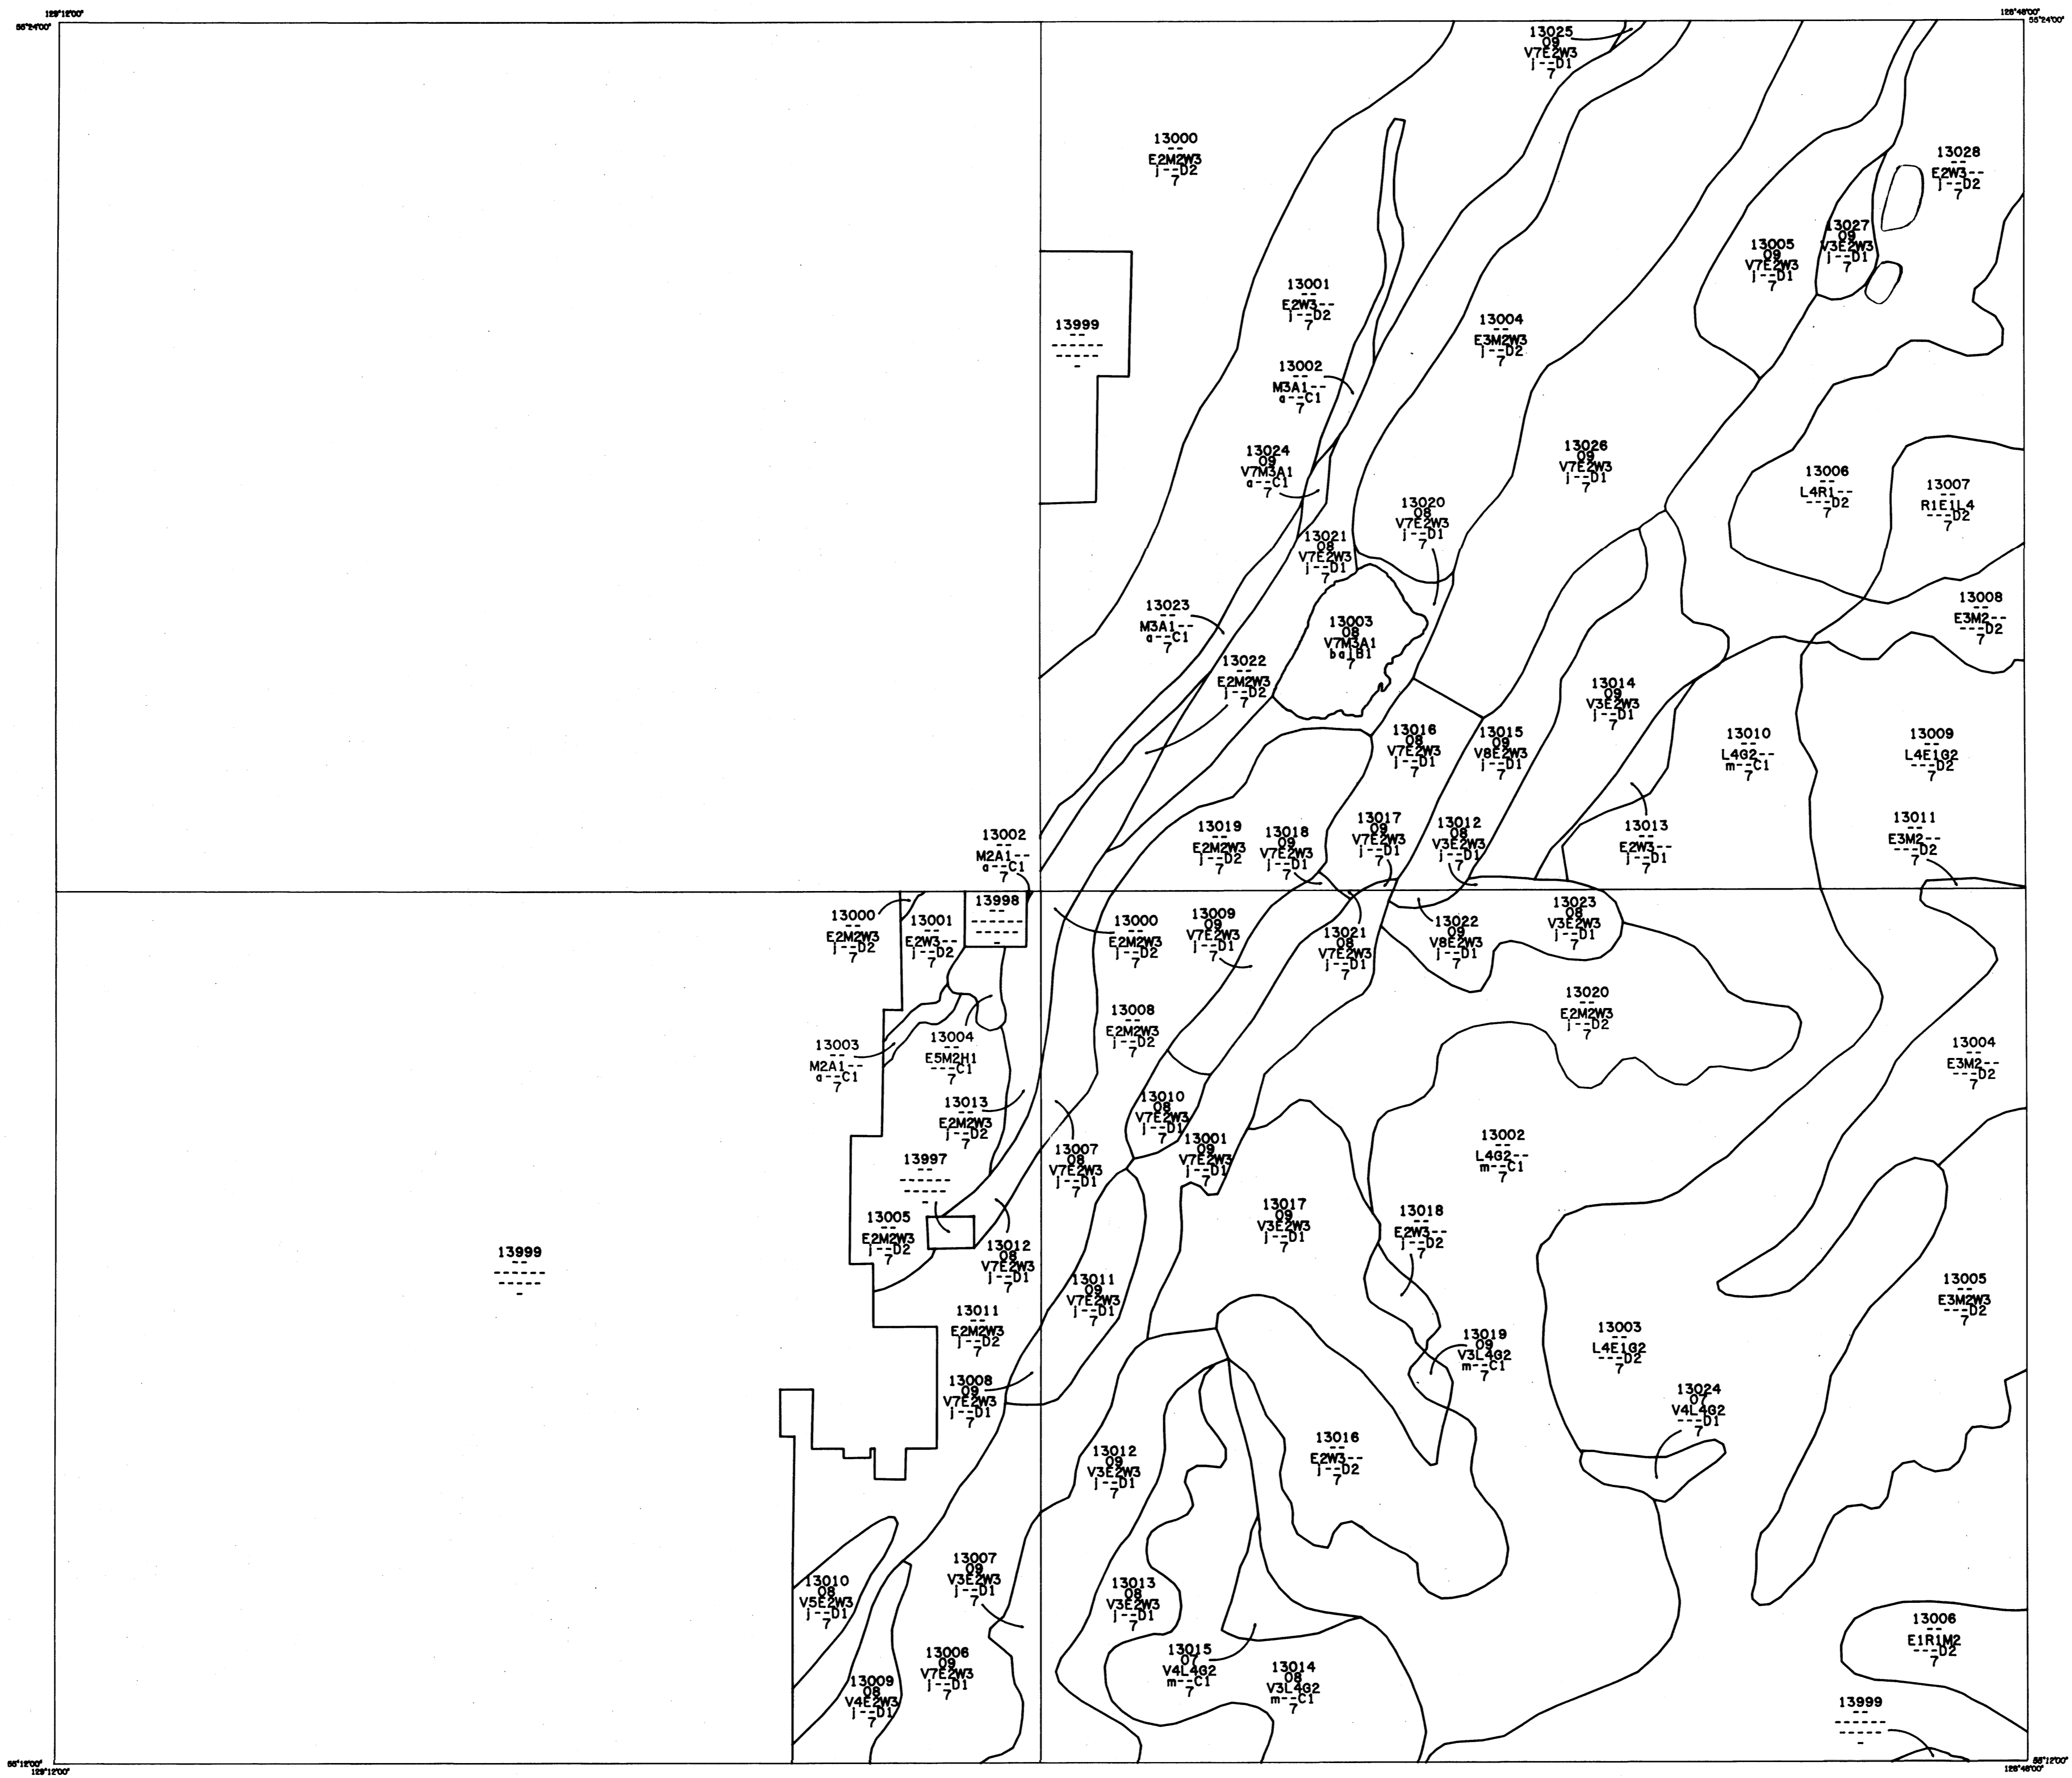 129°12'00"
55°24'00"
128°48'00"
55°24'00"
13025
09
V7E2W3
j--D1
7
13000
--
E2M2W3
j--D2
7
13028
--
E2W3--
j--D2
7
13027
09
V3E2W3
j--D1
7
13005
09
V7E2W3
j--D1
7
13001
--
E2W3--
j--D2
7
13999
--
------
-----
-
13004
--
E3M2W3
j--D2
7
13002
--
M3A1--
a--C1
7
13024
09
V7M3A1
a--C1
7
13026
09
V7E2W3
j--D1
7
13006
--
L4R1--
---D2
7
13007
--
R1E1L4
---D2
7
13020
08
V7E2W3
j--D1
7
13021
08
V7E2W3
j--D1
7
13023
--
M3A1--
a--C1
7
13003
08
V7M3A1
bajB1
7
13008
--
E3M2--
---D2
7
13022
--
E2M2W3
j--D2
7
13014
09
V3E2W3
j--D1
7
13016
08
V7E2W3
j--D1
7
13015
09
V8E2W3
j--D1
7
13010
--
L4G2--
m--C1
7
13009
--
L4E1G2
---D2
7
13002
--
M2A1--
a--C1
7
13019
--
E2M2W3
j--D2
7
13018
09
V7E2W3
j--D1
7
13017
09
V7E2W3
j--D1
7
13012
08
V3E2W3
j--D1
7
13013
--
E2W3--
j--D1
7
13011
--
E3M2--
---D2
7
13000
--
E2M2W3
j--D2
7
13001
--
E2W3--
j--D2
7
13998
--
------
-----
-
13000
--
E2M2W3
j--D2
7
13009
09
V7E2W3
j--D1
7
13021
08
V7E2W3
j--D1
7
13022
09
V8E2W3
j--D1
7
13023
08
V3E2W3
j--D1
7
13003
--
M2A1--
a--C1
7
13004
--
E5M2H1
---C1
7
13008
--
E2M2W3
j--D2
7
13020
--
E2M2W3
j--D2
7
13004
--
E3M2--
---D2
7
13013
--
E2M2W3
j--D2
7
13010
08
V7E2W3
j--D1
7
13001
09
V7E2W3
j--D1
7
13002
--
L4G2--
m--C1
7
13997
--
------
-----
-
13007
08
V7E2W3
j--D1
7
13005
--
E2M2W3
j--D2
7
13012
08
V7E2W3
j--D1
7
13017
09
V3E2W3
j--D1
7
13018
--
E2W3--
j--D2
7
13999
--
------
-----
-
13011
09
V7E2W3
j--D1
7
13011
--
E2M2W3
j--D2
7
13005
--
E3M2W3
---D2
7
13019
09
V3L4G2
m--C1
7
13003
--
L4E1G2
---D2
7
13008
09
V7E2W3
j--D1
7
13024
07
V4L4G2
---D1
7
13012
09
V3E2W3
j--D1
7
13016
--
E2W3--
j--D2
7
13010
08
V5E2W3
j--D1
7
13007
09
V3E2W3
j--D1
7
13013
08
V3E2W3
j--D1
7
13006
--
E1R1M2
---D2
7
13009
08
V4E2W3
j--D1
7
13006
09
V7E2W3
j--D1
7
13015
07
V4L4G2
m--C1
7
13014
08
V3L4G2
m--C1
7
13999
--
------
-----
-
55°12'00"
129°12'00"
55°12'00"
128°48'00"